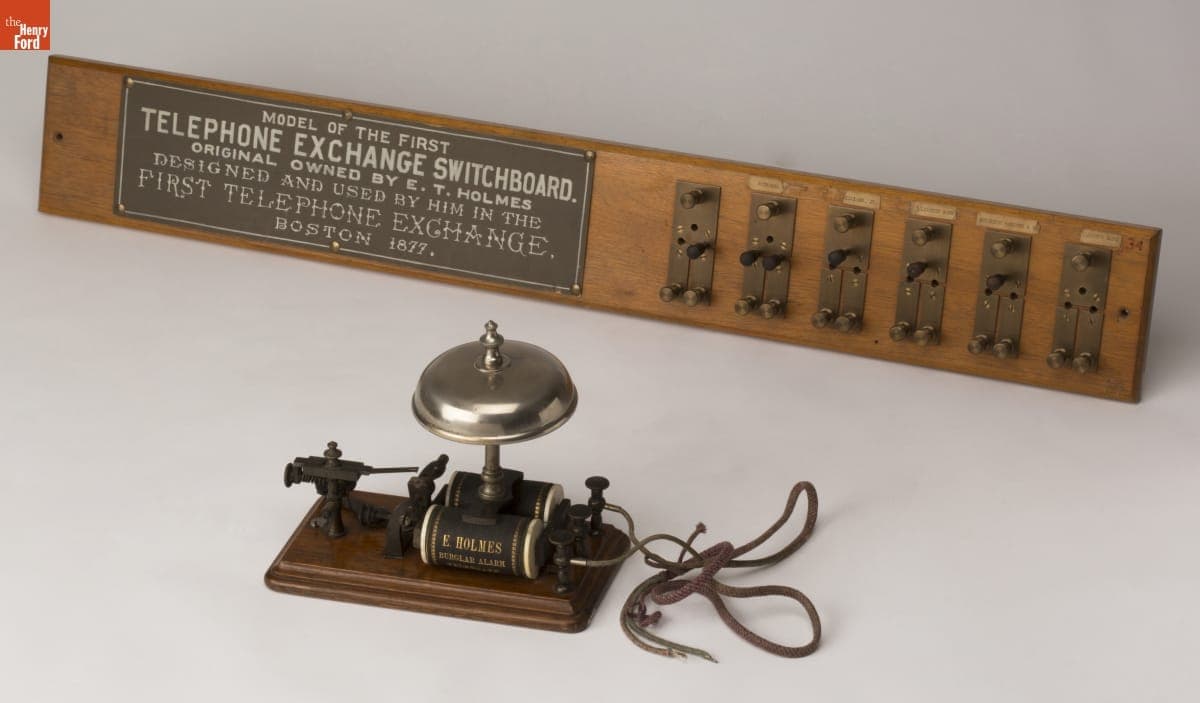 the
Henry
Ford
MODEL OF THE FIRST
TELEPHONE EXCHANGE SWITCHBOARD.
ORIGINAL OWNED BY E. T. HOLMES
DESIGNED AND USED BY HIM IN THE
FIRST TELEPHONE EXCHANGE,
BOSTON 1877.
34
E. HOLMES
BURGLAR ALARM